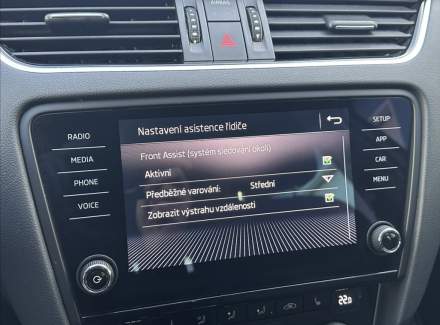 AIRBAG
RADIO
MEDIA
PHONE
VOICE
Nastavení asistence řidiče
Front Assist (systém sledování okolí)
Aktivní
Předběžné varování: Střední
Zobrazit výstrahu vzdálenosti
SETUP
APP
CAR
MENU